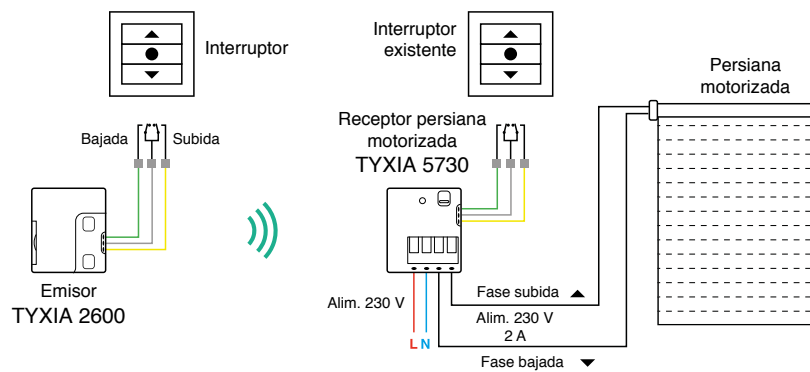 Interruptor
Bajada
Subida
Emisor
TYXIA 2600
Interruptor
existente
Receptor persiana
motorizada
TYXIA 5730
Alim. 230 V
L N
Fase subida
Alim. 230 V
2 A
Fase bajada
Persiana
motorizada